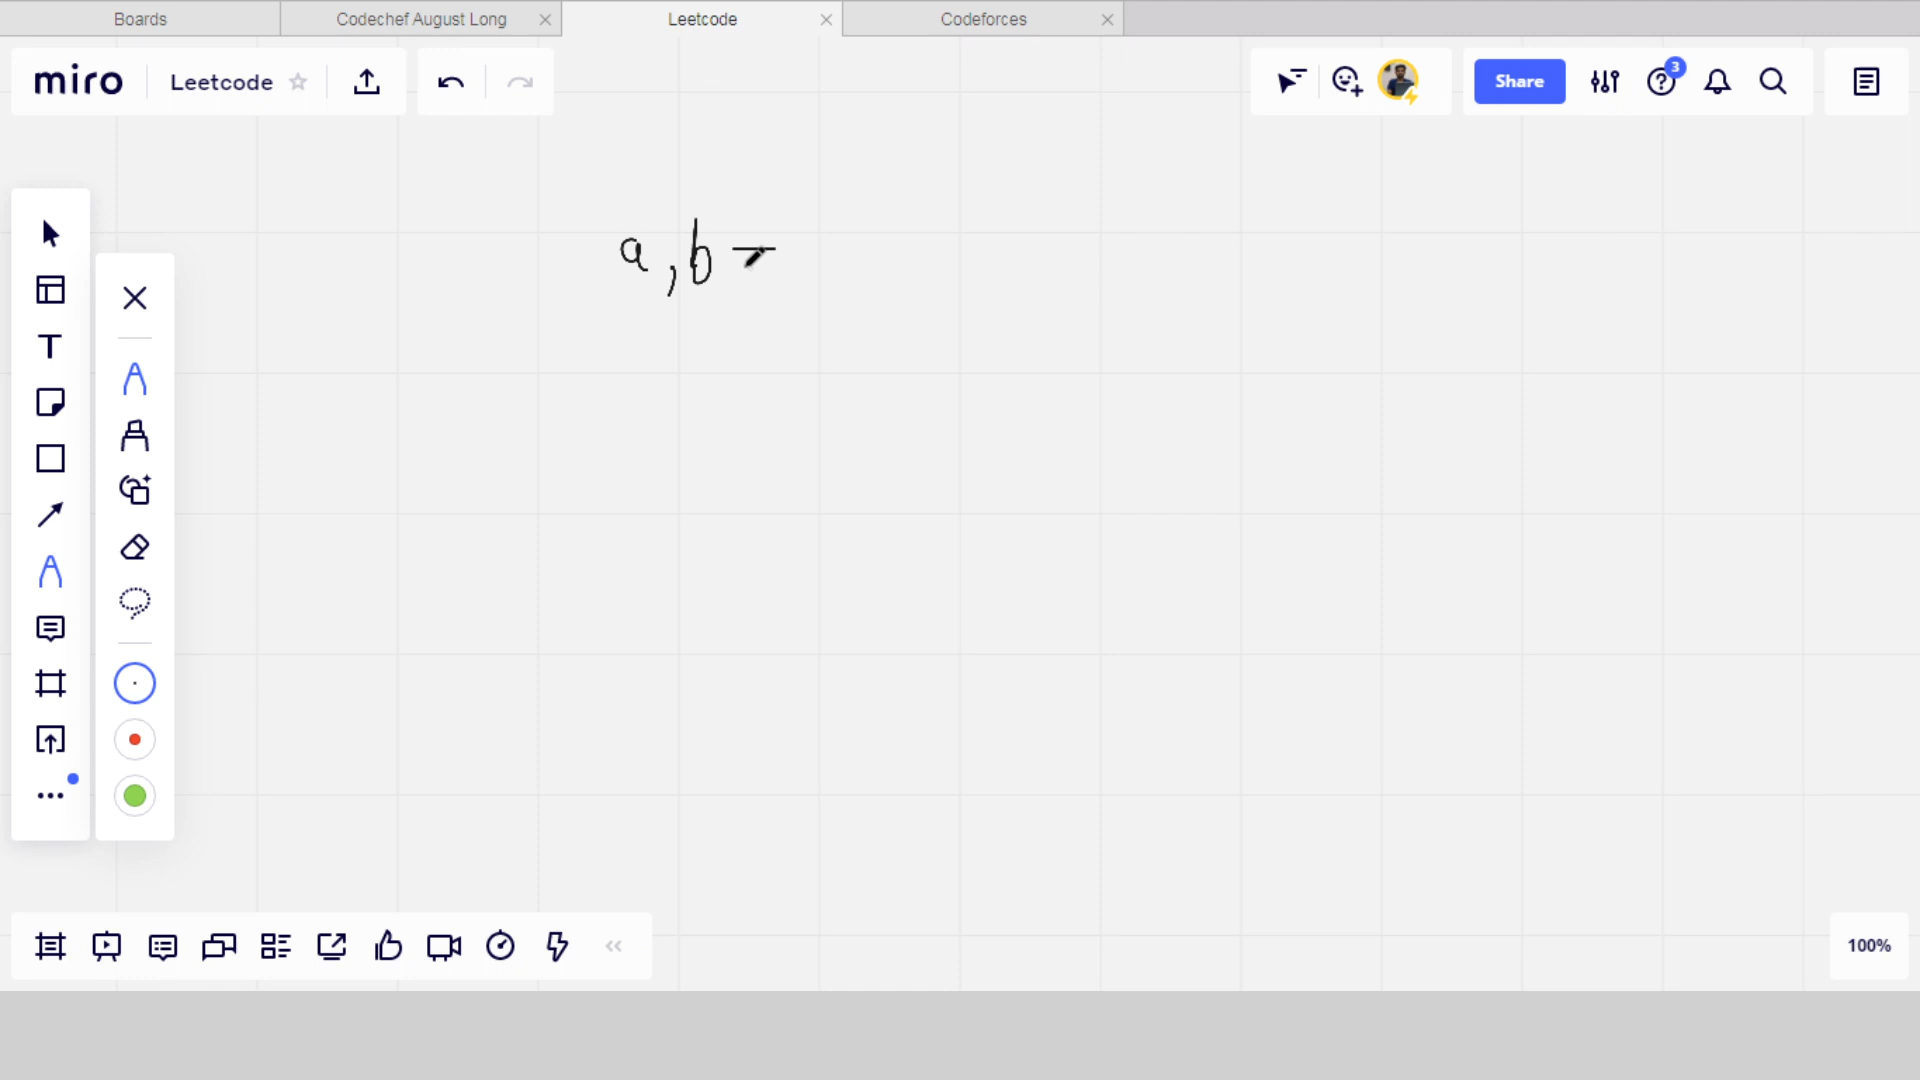 Boards
Codechef August Long
Leetcode
Codeforces
miro
Leetcode
Share
3
a, b
100%